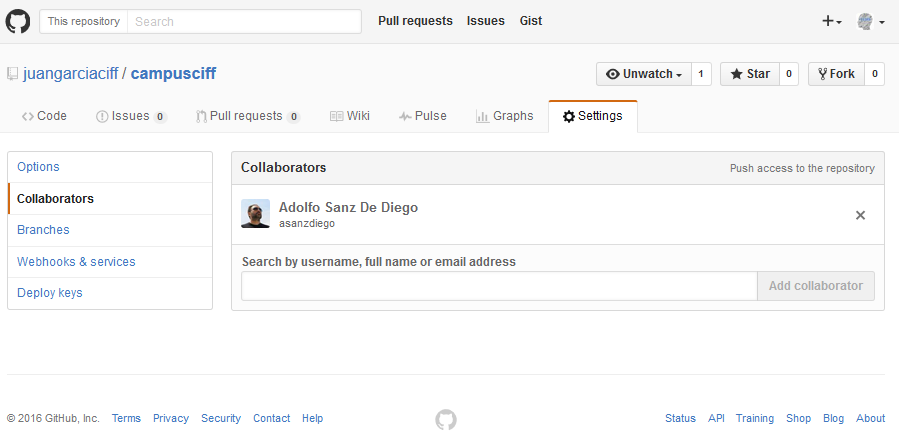 This repository Search Pull requests Issues Gist
juangarciaciff / campusciff Unwatch 1 Star 0 Fork 0
Code Issues 0 Pull requests 0 Wiki Pulse Graphs Settings
Options
Collaborators
Branches
Webhooks & services
Deploy keys
Collaborators Push access to the repository
Adolfo Sanz De Diego
asanzdiego
Search by username, full name or email address
Add collaborator
© 2016 GitHub, Inc. Terms Privacy Security Contact Help Status API Training Shop Blog About